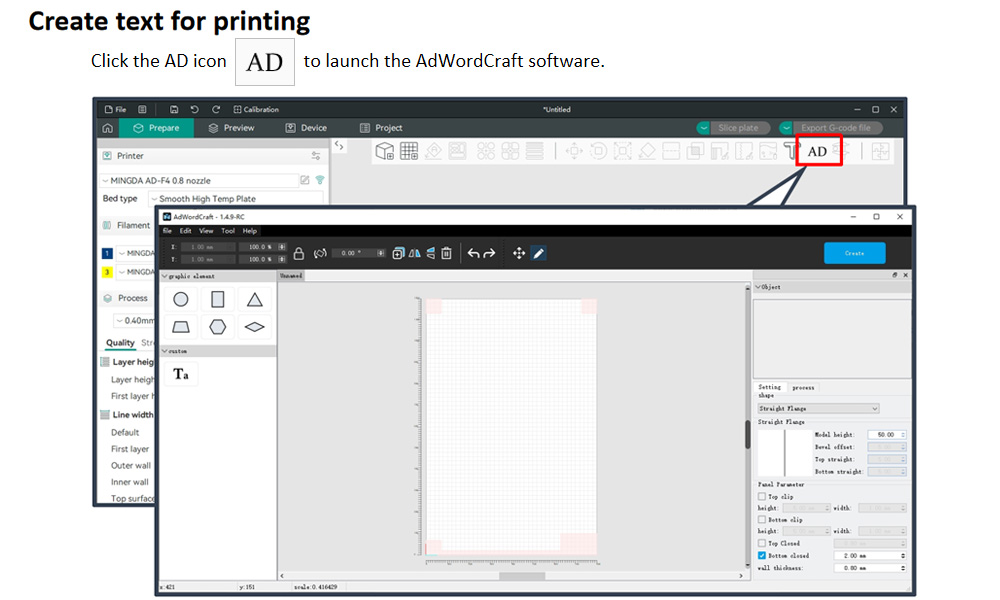 Create text for printing
Click the AD icon AD to launch the AdWordCraft software.
File Calibration *Untitled
Prepare Preview Device Project Slice plate Export G-code file
Printer
AD
MINGDA AD-F4 0.8 nozzle
Bed type Smooth High Temp Plate
AdWordCraft - 1.4.9-RC
Filament
File Edit View Tool Help
1 MINGDA
3 MINGDA
X: 1.00 mm 100.0 %
Y: 1.00 mm 100.0 %
0.00 °
Create
graphic element
Unnamed
Object
Process
0.40mm
Quality Str
Layer heig
Layer heigh
First layer h
Line width
Default
First layer
Outer wall
Inner wall
Top surface
custom
Ta
Setting process
shape
Straight Flange
Straight Flange
Modal height: 50.00
Beval offset:
Top straight:
Bottom straight:
Panel Parameter
Top clip
height: width:
Bottom clip
height: width:
Top Closed
Bottom closed 2.00 mm
wall thickness: 0.80 mm
x:421 y:151 scale:0.416429